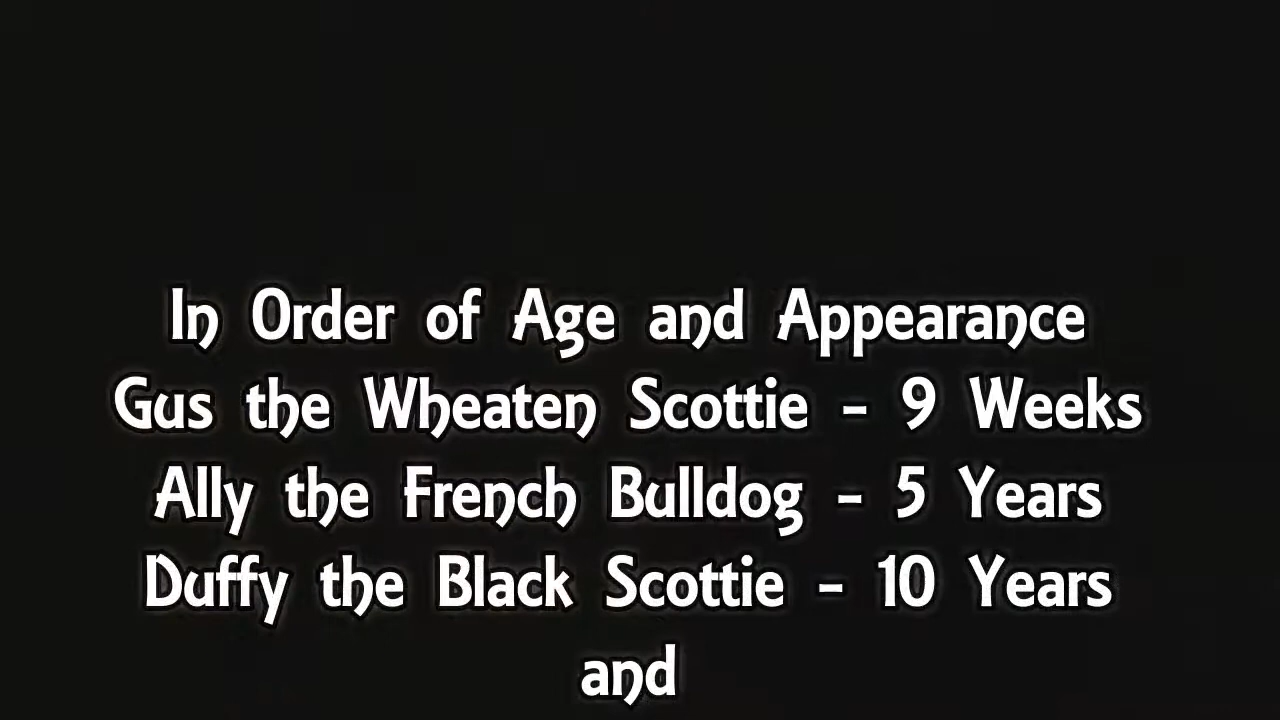 In Order of Age and Appearance
Gus the Wheaten Scottie - 9 Weeks
Ally the French Bulldog - 5 Years
Duffy the Black Scottie - 10 Years
and